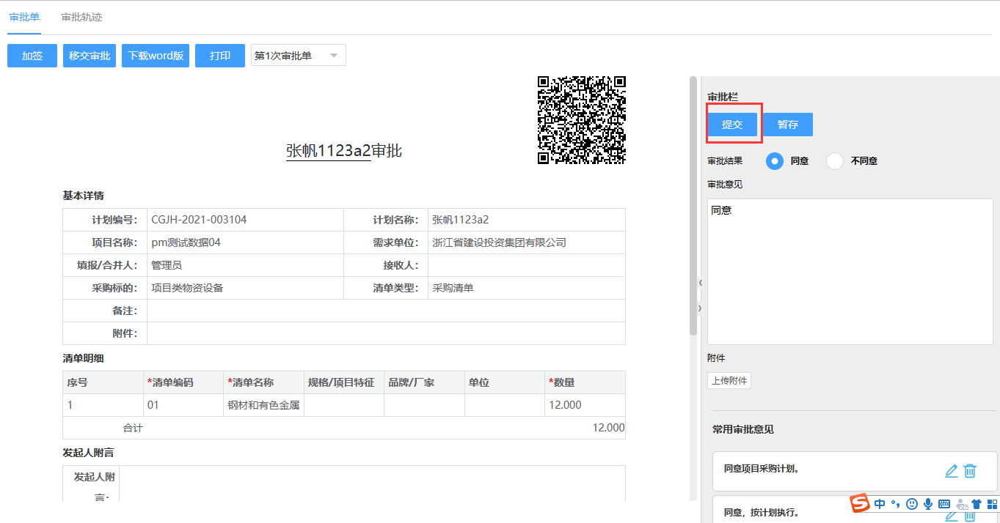 审批单 审批轨迹
加签 移交审批 下载word版 打印 第1次审批单
审批栏
提交 暂存
张帆1123a2审批
审批结果 同意 不同意
审批意见
同意
基本详情
计划编号： CGJH-2021-003104 计划名称： 张帆1123a2
项目名称： pm测试数据04 需求单位： 浙江省建设投资集团有限公司
填报/合并人： 管理员 接收人：
采购标的： 项目类物资设备 清单类型： 采购清单
备注：
附件：
清单明细
序号 *清单编码 *清单名称 规格/项目特征 品牌/厂家 单位 *数量
1 01 钢材和有色金属 12.000
合计 12.000
发起人附言
发起人附
言：
附件
上传附件
常用审批意见
同意项目采购计划。
同意，按计划执行。
S 中